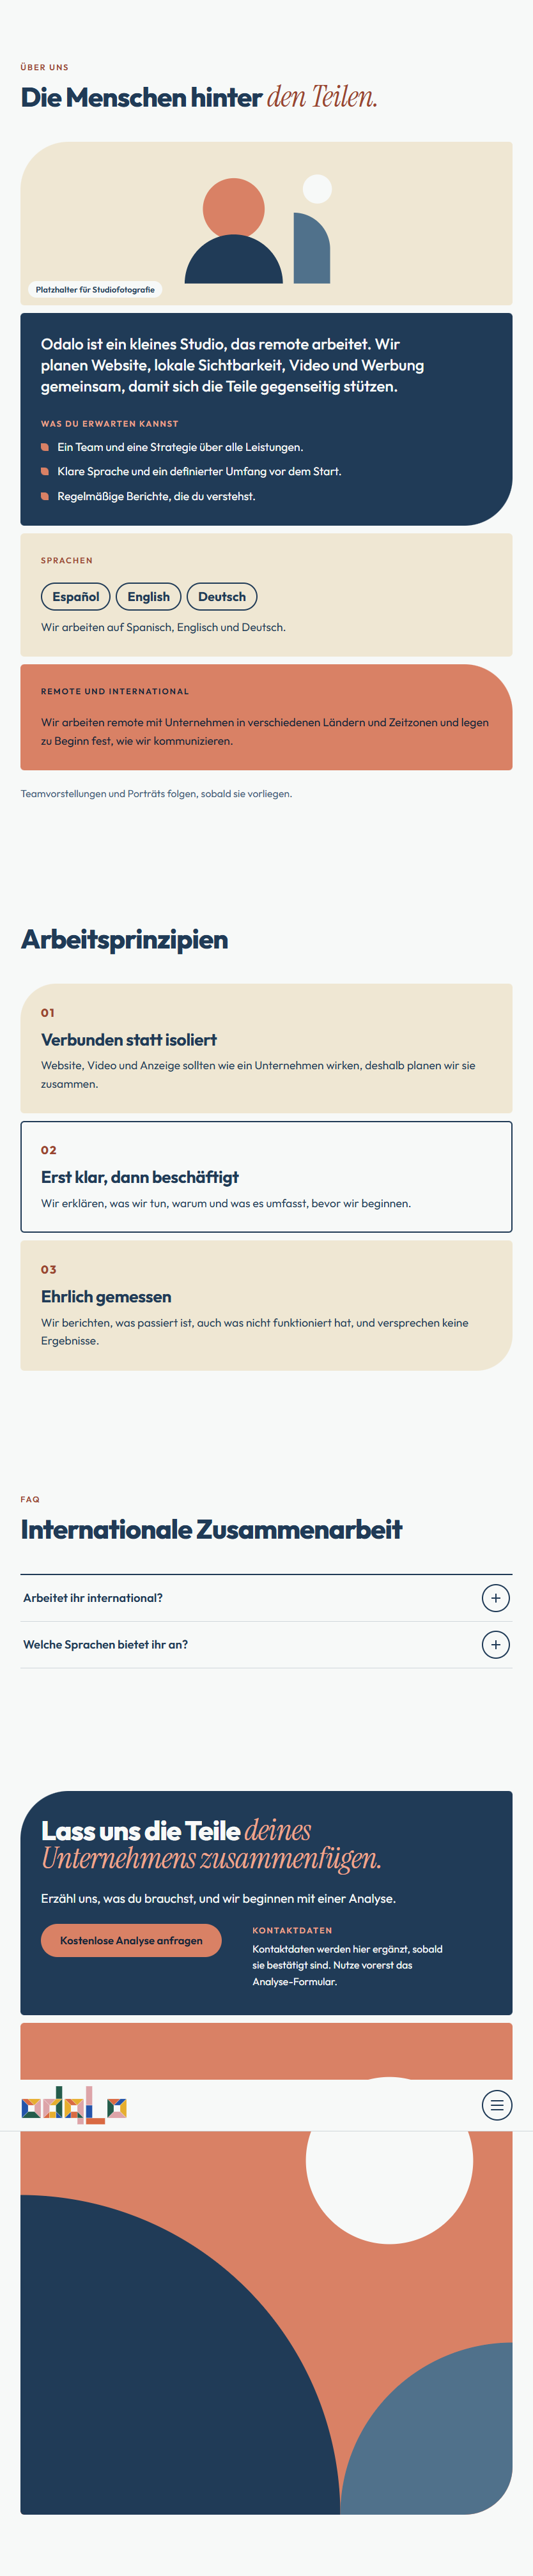 ÜBER UNS
Die Menschen hinter den Teilen.
Platzhalter für Studiofotografie
Odalo ist ein kleines Studio, das remote arbeitet. Wir
planen Website, lokale Sichtbarkeit, Video und Werbung
gemeinsam, damit sich die Teile gegenseitig stützen.
WAS DU ERWARTEN KANNST
Ein Team und eine Strategie über alle Leistungen.
Klare Sprache und ein definierter Umfang vor dem Start.
Regelmäßige Berichte, die du verstehst.
SPRACHEN
Español English Deutsch
Wir arbeiten auf Spanisch, Englisch und Deutsch.
REMOTE UND INTERNATIONAL
Wir arbeiten remote mit Unternehmen in verschiedenen Ländern und Zeitzonen und legen
zu Beginn fest, wie wir kommunizieren.
Teamvorstellungen und Porträts folgen, sobald sie vorliegen.
Arbeitsprinzipien
01
Verbunden statt isoliert
Website, Video und Anzeige sollten wie ein Unternehmen wirken, deshalb planen wir sie
zusammen.
02
Erst klar, dann beschäftigt
Wir erklären, was wir tun, warum und was es umfasst, bevor wir beginnen.
03
Ehrlich gemessen
Wir berichten, was passiert ist, auch was nicht funktioniert hat, und versprechen keine
Ergebnisse.
FAQ
Internationale Zusammenarbeit
Arbeitet ihr international?
Welche Sprachen bietet ihr an?
Lass uns die Teile deines
Unternehmens zusammenfügen.
Erzähl uns, was du brauchst, und wir beginnen mit einer Analyse.
Kostenlose Analyse anfragen
KONTAKTDATEN
Kontaktdaten werden hier ergänzt, sobald
sie bestätigt sind. Nutze vorerst das
Analyse-Formular.
odalo